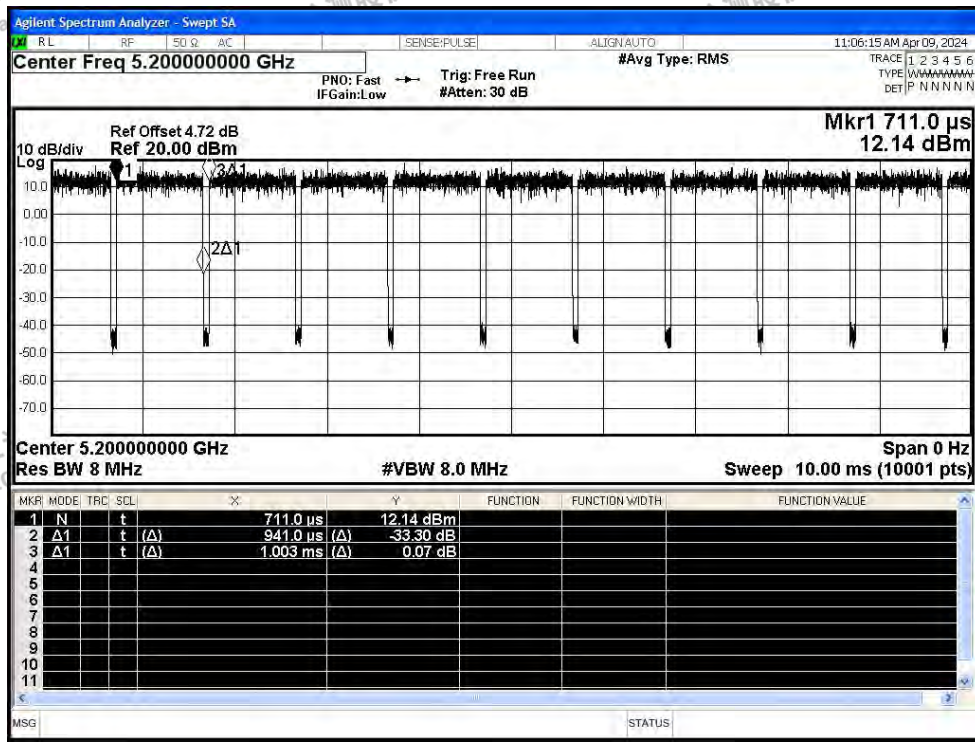 Agilent Spectrum Analyzer - Swept SA
RL RF 50 Ω AC SENSE:PULSE ALIGN AUTO 11:06:15 AM Apr 09, 2024
Center Freq 5.200000000 GHz
#Avg Type: RMS
TRACE 1 2 3 4 5 6
PNO: Fast Trig: Free Run
TYPE WWWWWW
IFGain:Low #Atten: 30 dB
DET P N N N N N
Mkr1 711.0 µs
Ref Offset 4.72 dB
10 dB/div Ref 20.00 dBm
12.14 dBm
Log
1
3Δ1
10.0
0.00
2Δ1
-10.0
-20.0
-30.0
-40.0
-50.0
-60.0
-70.0
Center 5.200000000 GHz Span 0 Hz
Res BW 8 MHz #VBW 8.0 MHz Sweep 10.00 ms (10001 pts)
MKR MODE TRC SCL X Y FUNCTION FUNCTION WIDTH FUNCTION VALUE
1 N t 711.0 µs 12.14 dBm
2 Δ1 t (Δ) 941.0 µs (Δ) -33.30 dB
3 Δ1 t (Δ) 1.003 ms (Δ) 0.07 dB
4
5
6
7
8
9
10
11
MSG STATUS